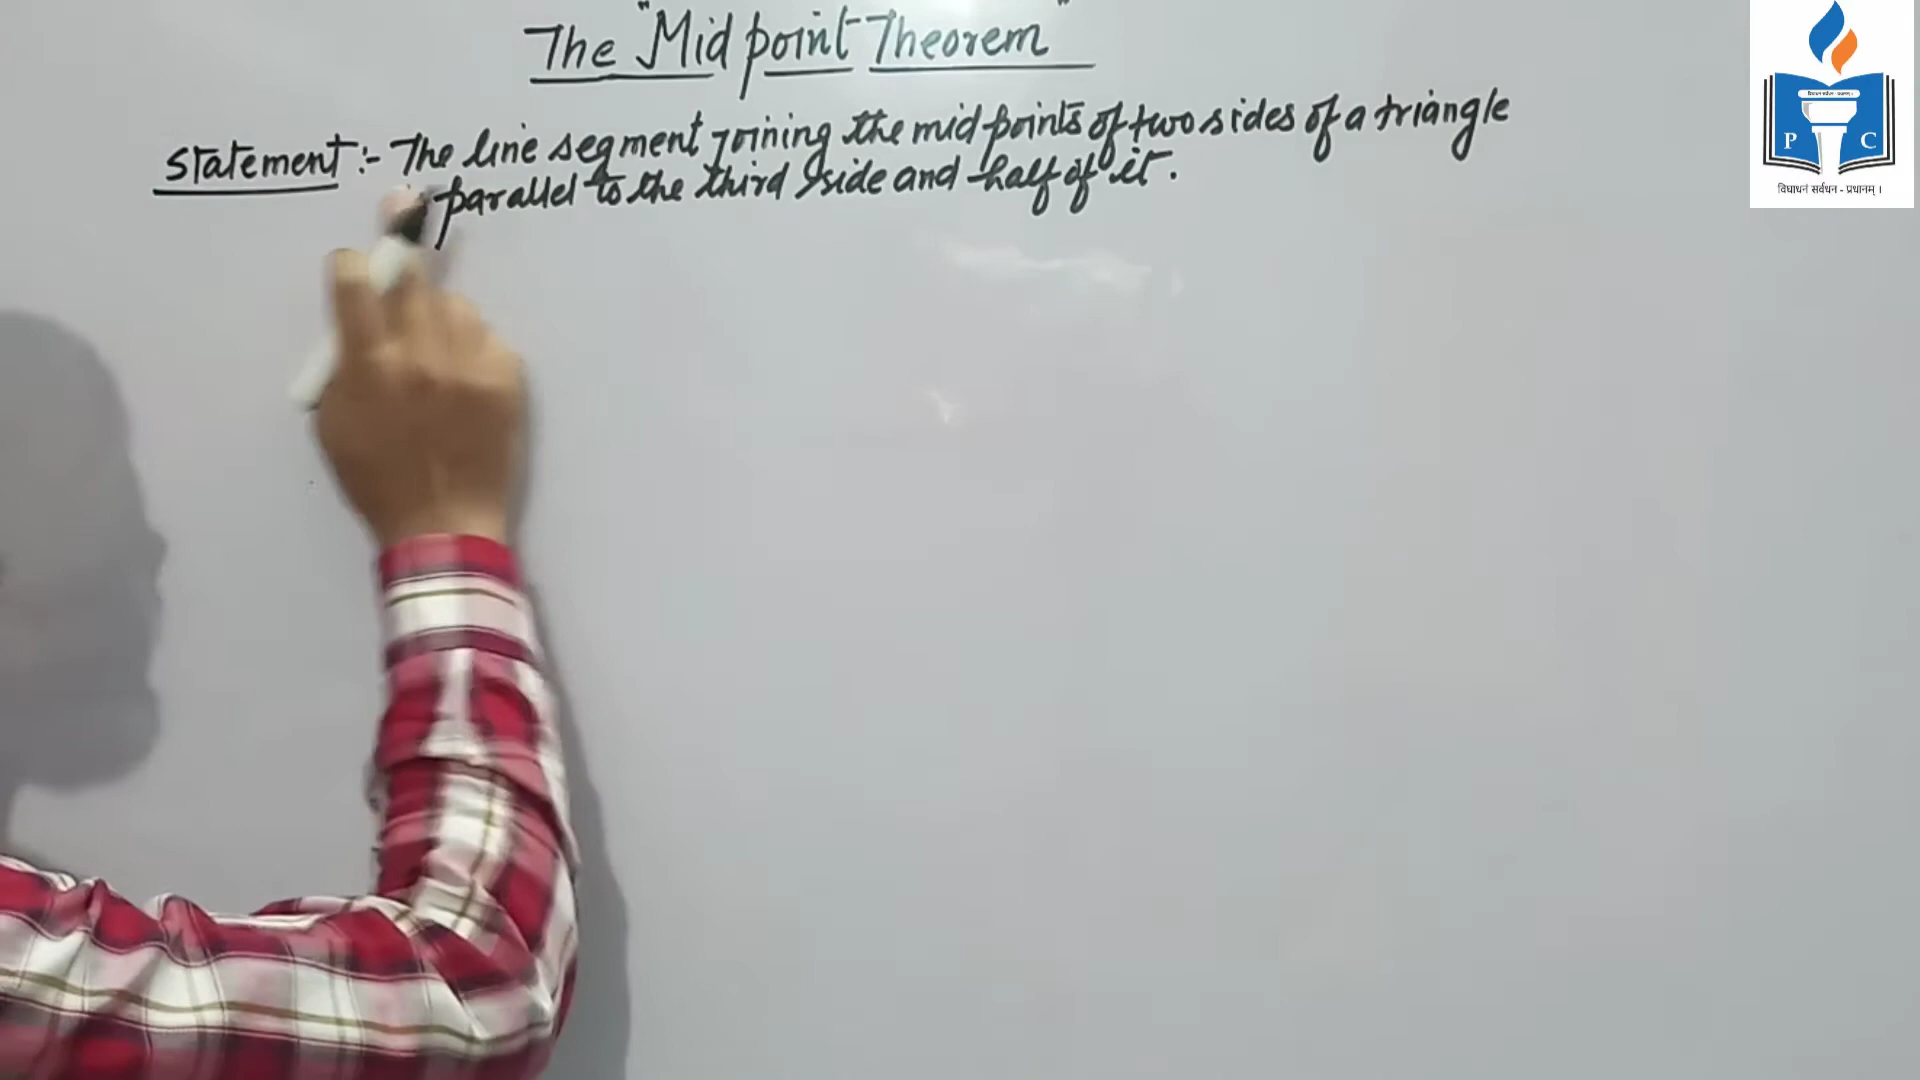 The "Mid point Theorem"
Statement :- The line segment joining the mid points of two sides of a triangle
parallel to the third side and half of it.
P C
विद्याधनं सर्वधन - प्रधानम् ।